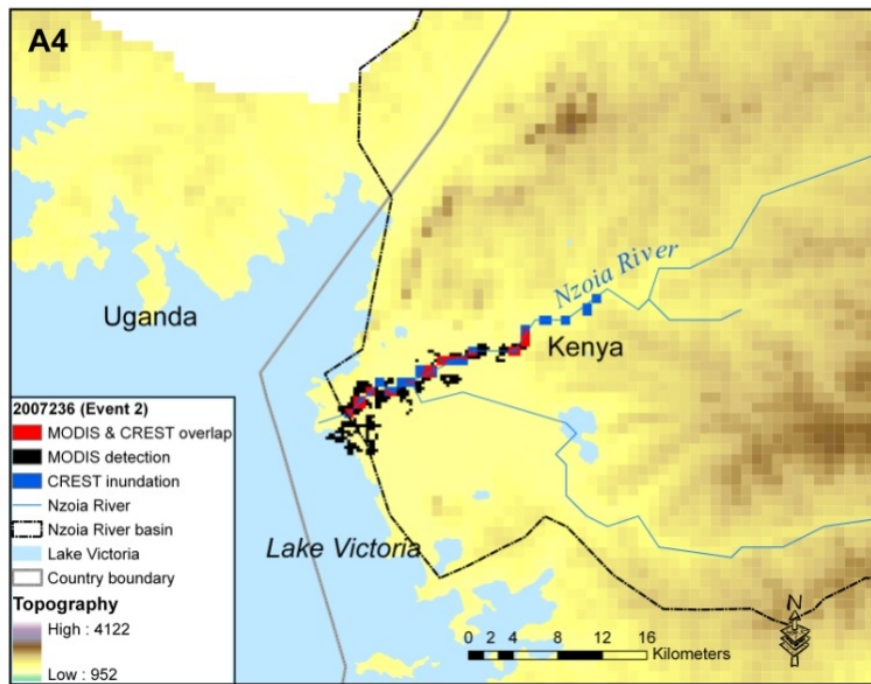 A4
Nzoia River
Uganda
Kenya
2007236 (Event 2)
MODIS & CREST overlap
MODIS detection
CREST inundation
Nzoia River
Nzoia River basin
Lake Victoria
Country boundary
Topography
High : 4122
Low : 952
Lake Victoria
N
0 2 4 8 12 16
Kilometers